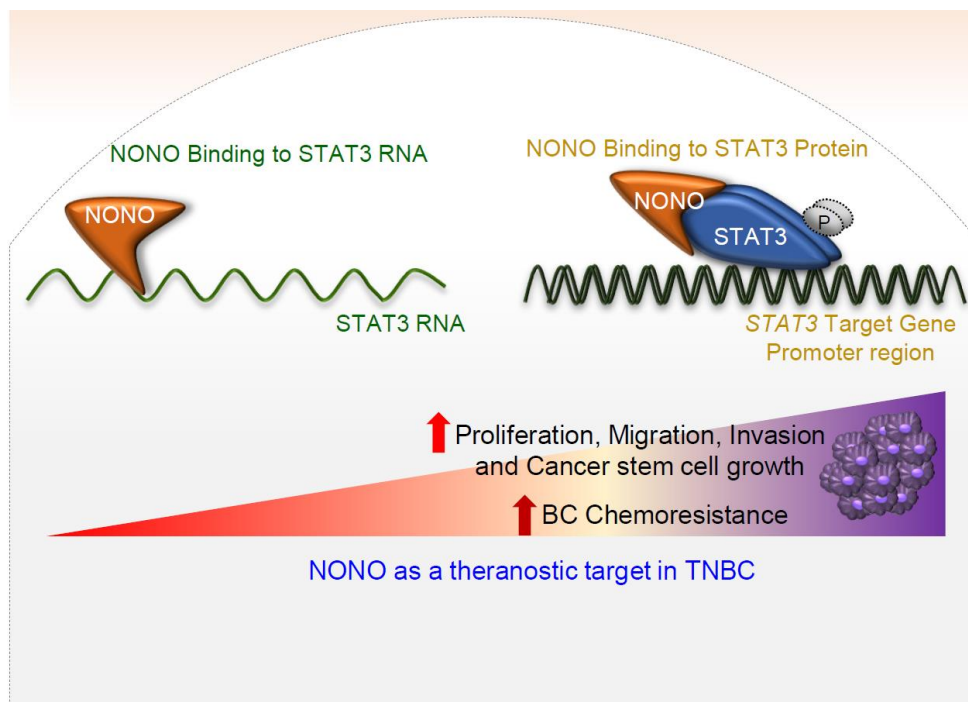 NONO Binding to STAT3 RNA
NONO
STAT3 RNA
NONO Binding to STAT3 Protein
NONO
STAT3
P
STAT3 Target Gene
Promoter region
Proliferation, Migration, Invasion
and Cancer stem cell growth
BC Chemoresistance
NONO as a theranostic target in TNBC